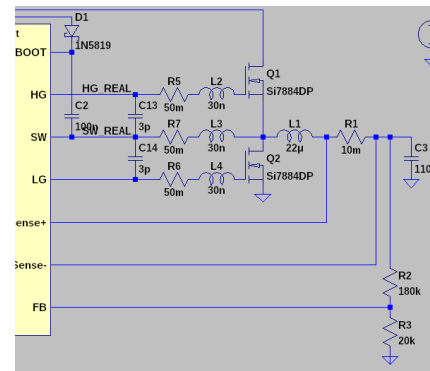 D1
1N5819
t
BOOT
HG
HG_REAL
R5
50m
L2
30n
Q1
Si7884DP
C2
100n
C13
3p
SW
SW_REAL
R7
50m
L3
30n
L1
22µ
R1
10m
C14
3p
Q2
Si7884DP
C3
110
LG
R6
50m
L4
30n
ense+
Sense-
R2
180k
FB
R3
20k